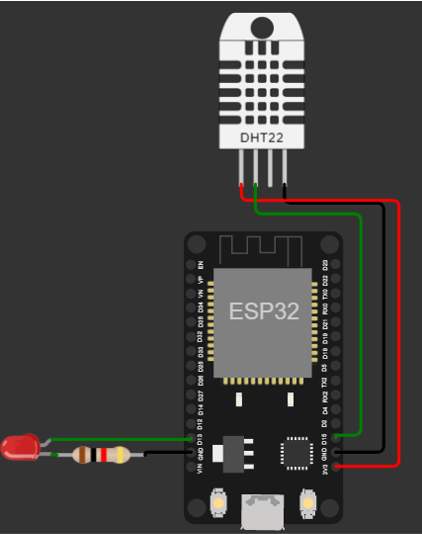 DHT22
ESP32
EN
VP
VN
D34
D35
D32
D33
D25
D26
D27
D14
D12
D13
GND
VIN
D23
D22
TX0
RX0
D21
D19
D18
D5
TX2
RX2
D4
D2
D15
GND
3V3